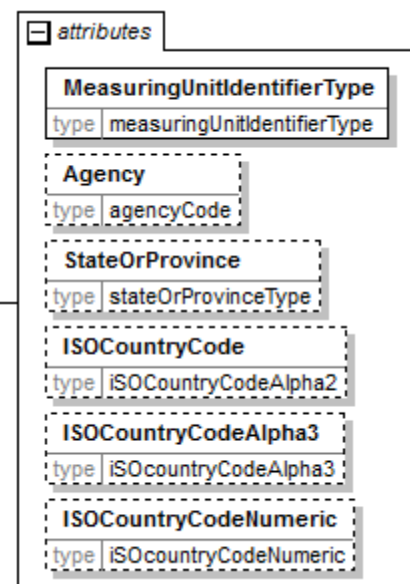 attributes
MeasuringUnitIdentifierType
type measuringUnitIdentifierType
Agency
type agencyCode
StateOrProvince
type stateOrProvinceType
ISOCountryCode
type iSOCountryCodeAlpha2
ISOCountryCodeAlpha3
type iSOcountryCodeAlpha3
ISOCountryCodeNumeric
type iSOcountryCodeNumeric